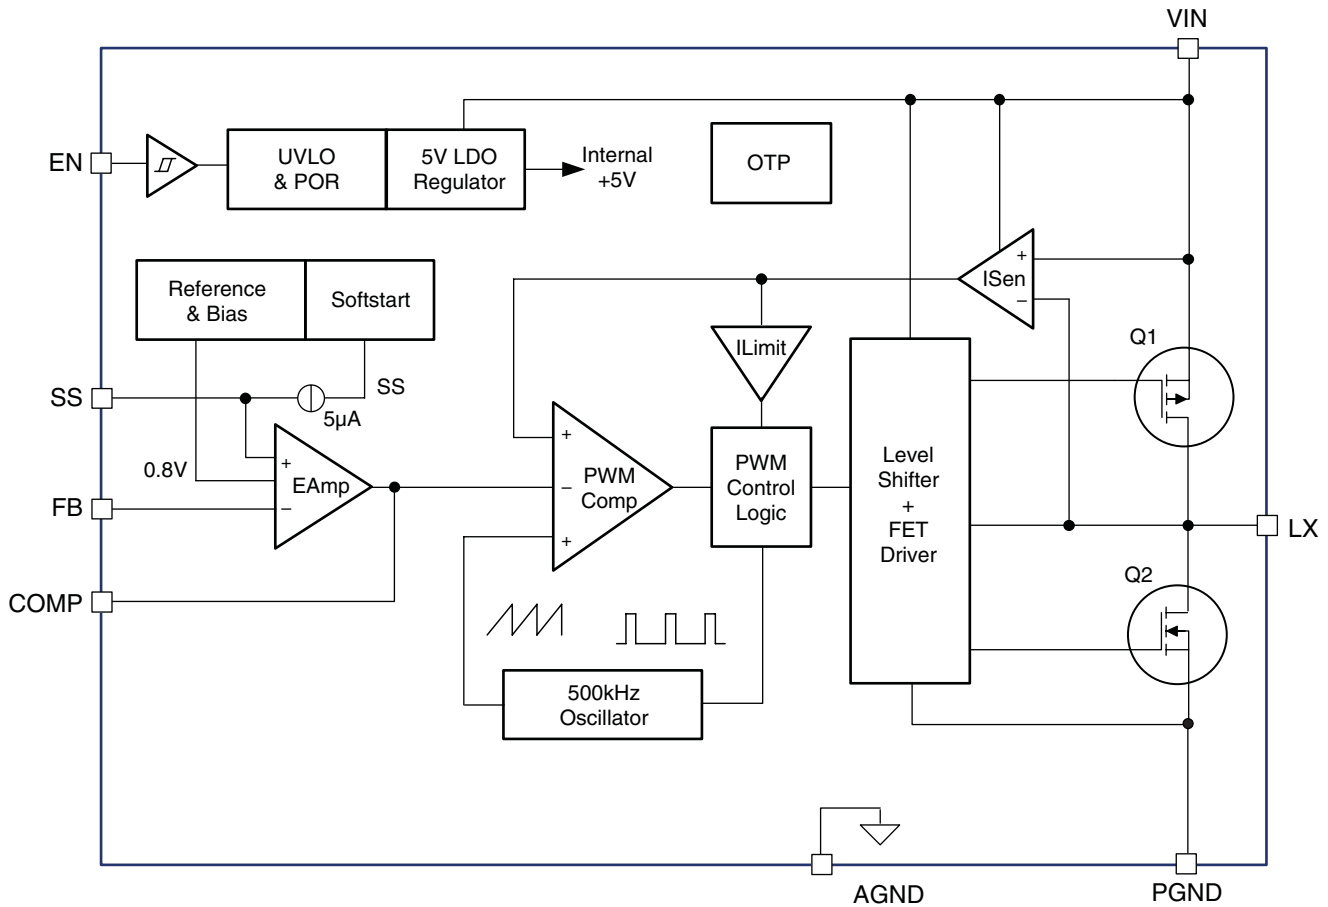 VIN
EN
UVLO
& POR
5V LDO
Regulator
Internal
+5V
OTP
Reference
& Bias
Softstart
+
ISen
−
ILimit
Q1
SS
SS
5µA
0.8V
+
EAmp
−
FB
COMP
+
PWM
Comp
−
+
PWM
Control
Logic
Level
Shifter
+
FET
Driver
LX
Q2
500kHz
Oscillator
AGND
PGND